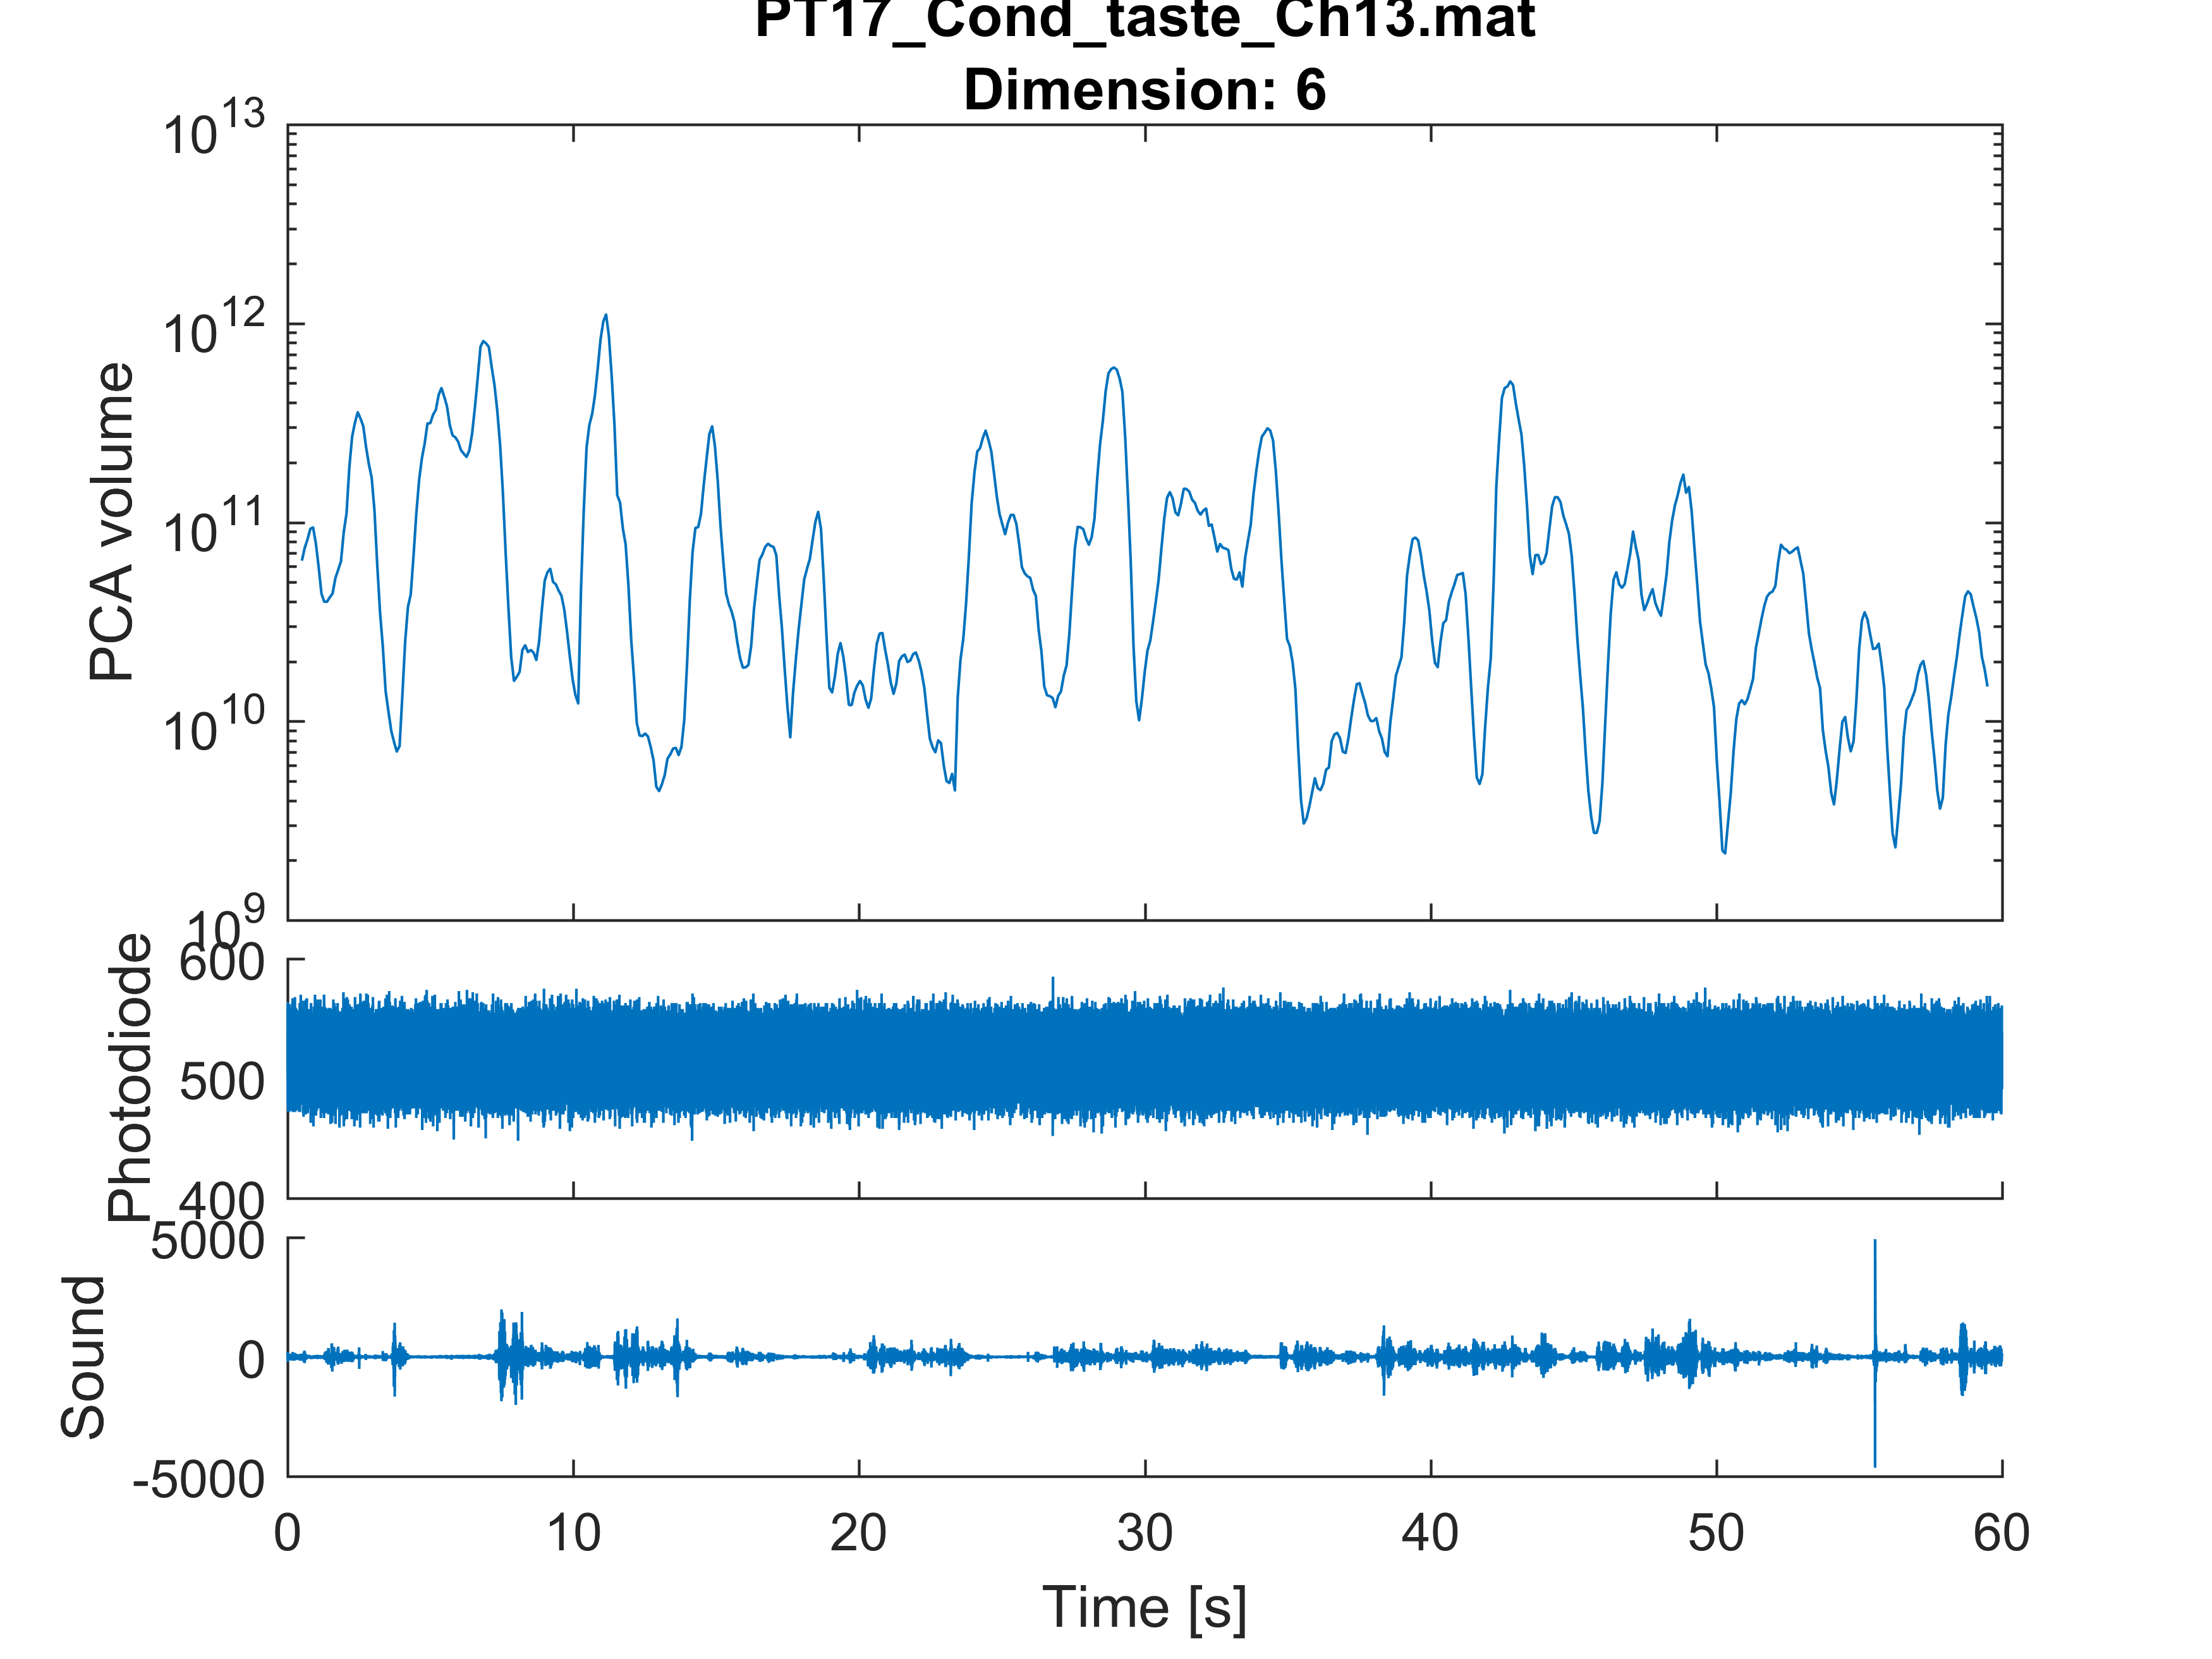 PT17_Cond_taste_Ch13.mat
Dimension: 6
PCA volume
10^13
10^12
10^11
10^10
10^9
Photodiode
600
500
400
Sound
5000
0
-5000
0 10 20 30 40 50 60
Time [s]